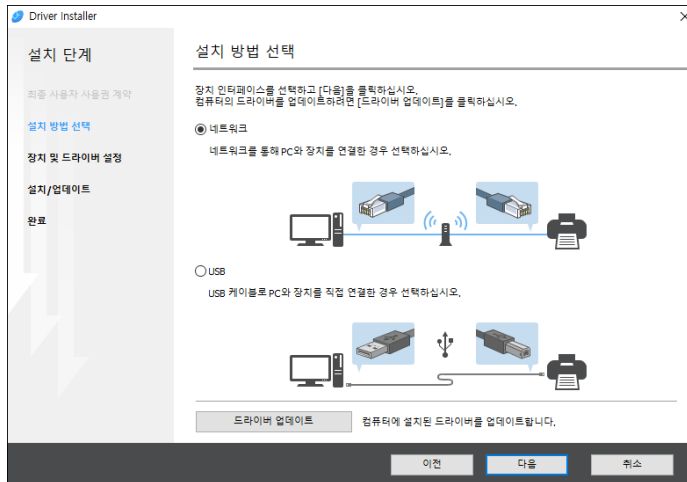 Driver Installer
설치 단계
최종 사용자 사용권 계약
설치 방법 선택
장치 및 드라이버 설정
설치/업데이트
완료
설치 방법 선택
장치 인터페이스를 선택하고 [다음]을 클릭하십시오.
컴퓨터의 드라이버를 업데이트하려면 [드라이버 업데이트]를 클릭하십시오.
네트워크
네트워크를 통해 PC와 장치를 연결한 경우 선택하십시오.
USB
USB 케이블로 PC와 장치를 직접 연결한 경우 선택하십시오.
드라이버 업데이트
컴퓨터에 설치된 드라이버를 업데이트합니다.
이전
다음
취소